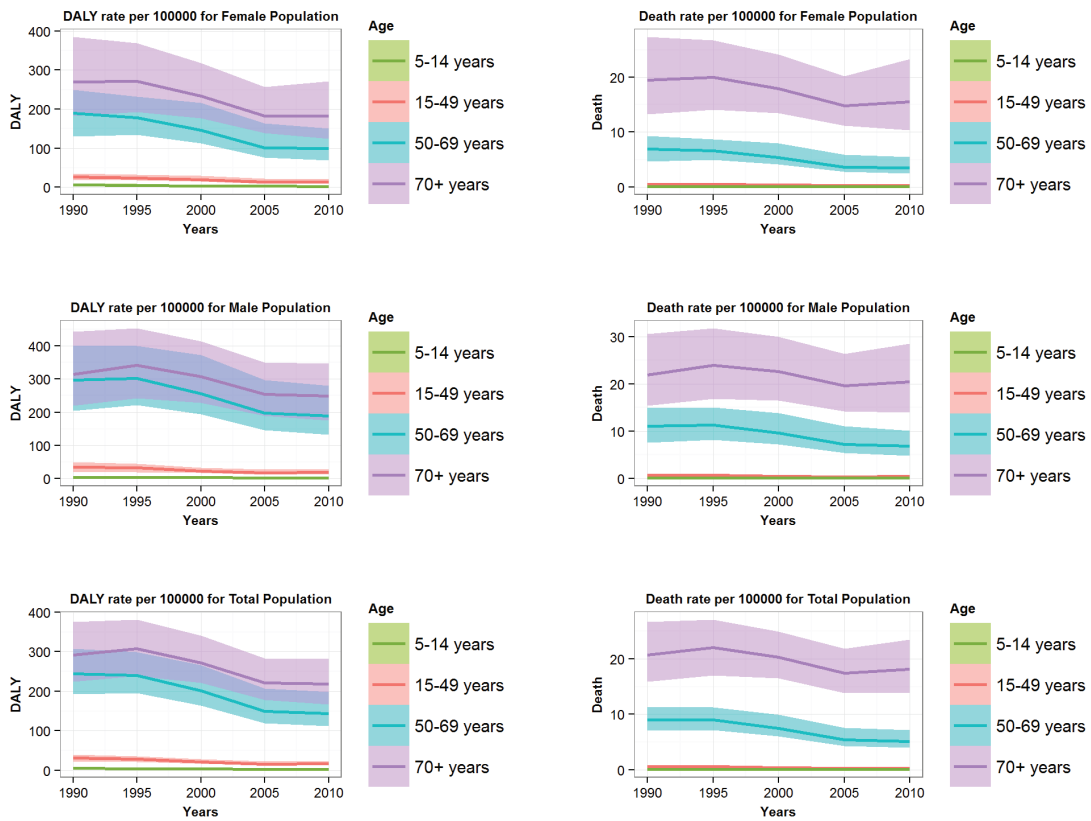 DALY rate per 100000 for Female Population
400
300
200
100
0
DALY
1990 1995 2000 2005 2010
Years
Age
5-14 years
15-49 years
50-69 years
70+ years
Death rate per 100000 for Female Population
20
10
0
Death
1990 1995 2000 2005 2010
Years
Age
5-14 years
15-49 years
50-69 years
70+ years
DALY rate per 100000 for Male Population
400
300
200
100
0
DALY
1990 1995 2000 2005 2010
Years
Age
5-14 years
15-49 years
50-69 years
70+ years
Death rate per 100000 for Male Population
30
20
10
0
Death
1990 1995 2000 2005 2010
Years
Age
5-14 years
15-49 years
50-69 years
70+ years
DALY rate per 100000 for Total Population
400
300
200
100
0
DALY
1990 1995 2000 2005 2010
Years
Age
5-14 years
15-49 years
50-69 years
70+ years
Death rate per 100000 for Total Population
20
10
0
Death
1990 1995 2000 2005 2010
Years
Age
5-14 years
15-49 years
50-69 years
70+ years